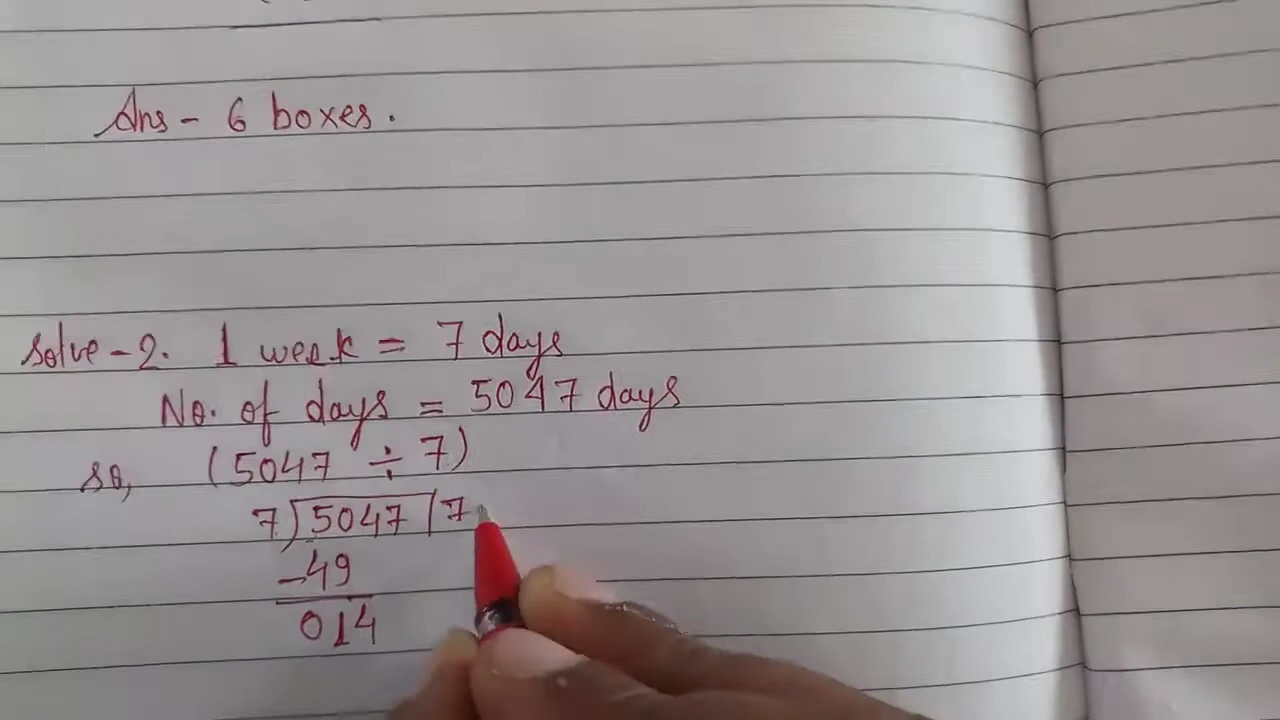 Ans - 6 boxes.
Solve - 2. 1 week = 7 days
No. of days = 5047 days
so, (5047 ÷ 7)
7)5047/7
-49
014